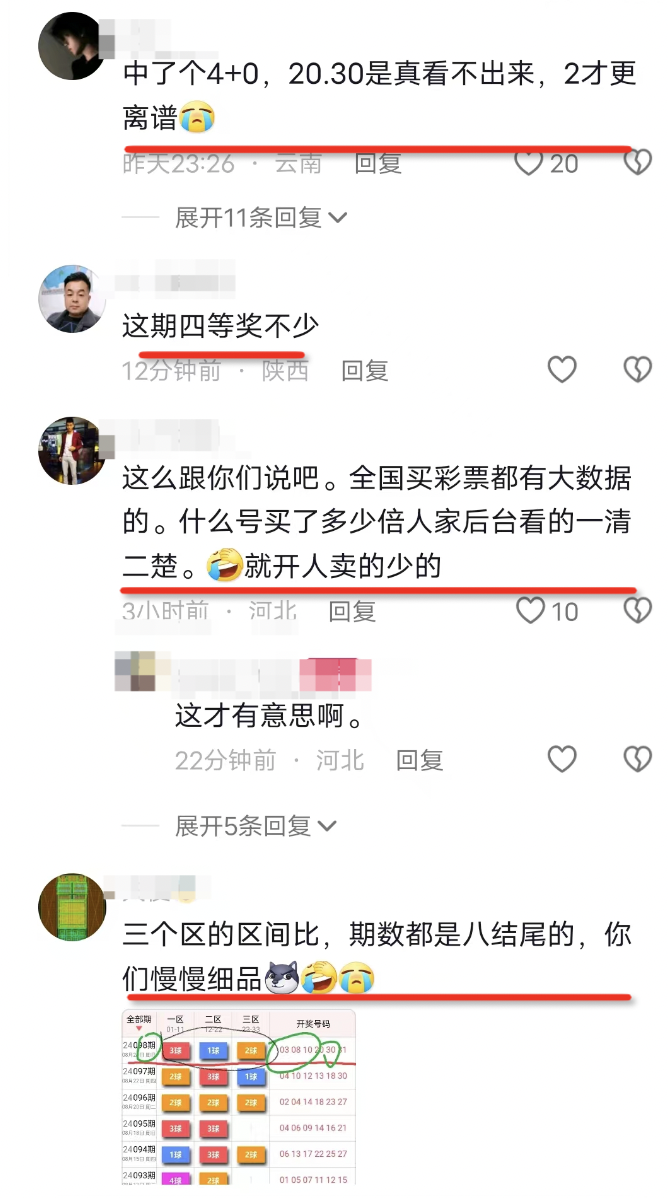 中了个4+0，20.30是真看不出来，2才更
离谱😭
昨天23:26 · 云南 回复 20
展开11条回复
这期四等奖不少
12分钟前 · 陕西 回复
这么跟你们说吧。全国买彩票都有大数据
的。什么号买了多少倍人家后台看的一清
二楚。🤣就开人卖的少的
3小时前 · 河北 回复 10
这才有意思啊。
22分钟前 · 河北 回复
展开5条回复
三个区的区间比，期数都是八结尾的，你
们慢慢细品🤣😭
全部期 一区 二区 三区 开奖号码
01-11 12-22 23-33
24098期 3球 1球 2球 03 08 10 20 30 31
24097期 2球 3球 1球 04 10 12 13 18 30
24096期 2球 2球 2球 02 04 14 18 23 27
24095期 3球 3球 04 06 09 14 16 21
24094期 1球 3球 2球 06 13 17 22 25 27
24093期 4球 2球 01 05 07 11 12 15